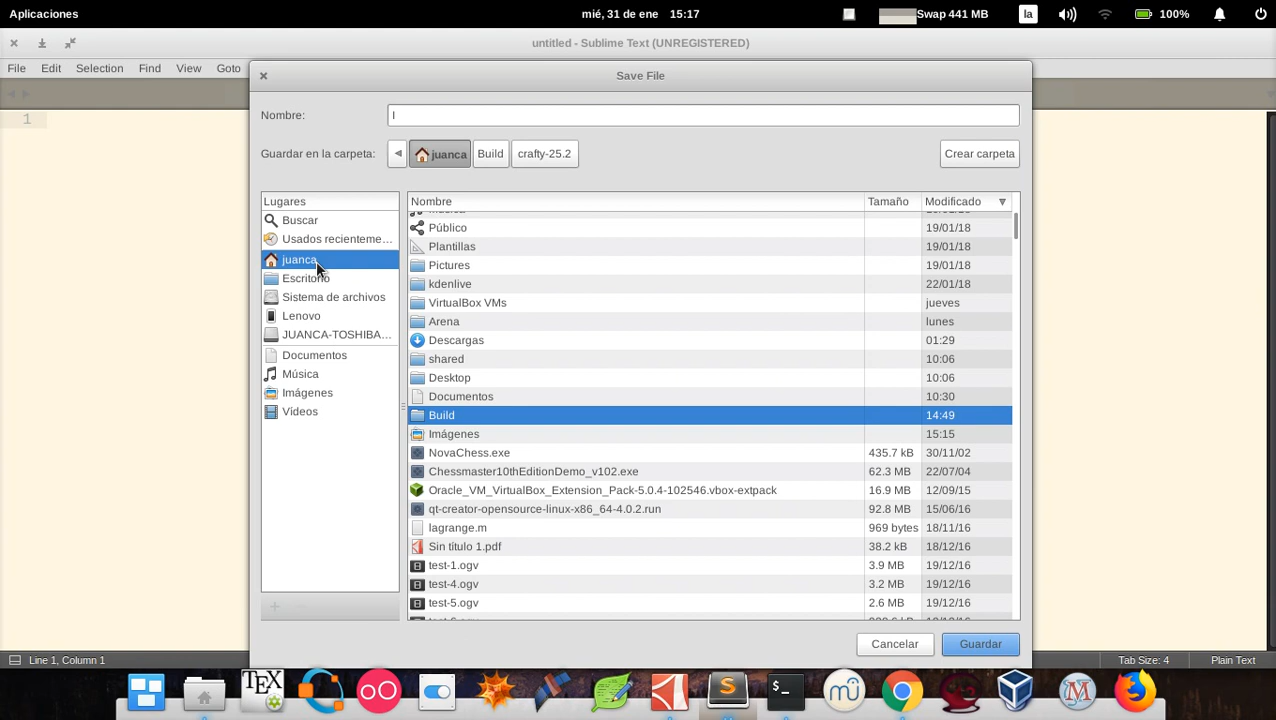 Aplicaciones
mié, 31 de ene 15:17
Swap 441 MB
la
100%
untitled - Sublime Text (UNREGISTERED)
File Edit Selection Find View Goto
Save File
Nombre:
Guardar en la carpeta:
juanca
Build
crafty-25.2
Crear carpeta
Lugares
Buscar
Usados recienteme...
juanca
Escritorio
Sistema de archivos
Lenovo
JUANCA-TOSHIBA...
Documentos
Música
Imágenes
Vídeos
Nombre Tamaño Modificado
Público 19/01/18
Plantillas 19/01/18
Pictures 19/01/18
kdenlive 22/01/18
VirtualBox VMs jueves
Arena lunes
Descargas 01:29
shared 10:06
Desktop 10:06
Documentos 10:30
Build 14:49
Imágenes 15:15
NovaChess.exe 435.7 kB 30/11/02
Chessmaster10thEditionDemo_v102.exe 62.3 MB 22/07/04
Oracle_VM_VirtualBox_Extension_Pack-5.0.4-102546.vbox-extpack 16.9 MB 12/09/15
qt-creator-opensource-linux-x86_64-4.0.2.run 92.8 MB 15/06/16
lagrange.m 969 bytes 18/11/16
Sin título 1.pdf 38.2 kB 18/12/16
test-1.ogv 3.9 MB 19/12/16
test-4.ogv 3.2 MB 19/12/16
test-5.ogv 2.6 MB 19/12/16
Cancelar
Guardar
1
Line 1, Column 1
Tab Size: 4
Plain Text
TEX